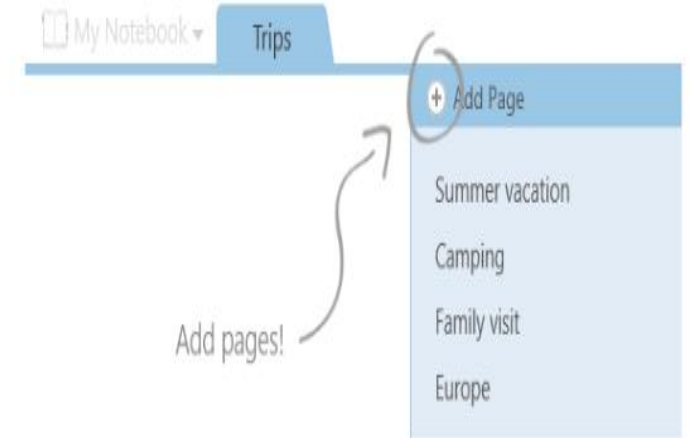 My Notebook
Trips
Add Page
Summer vacation
Camping
Family visit
Europe
Add pages!